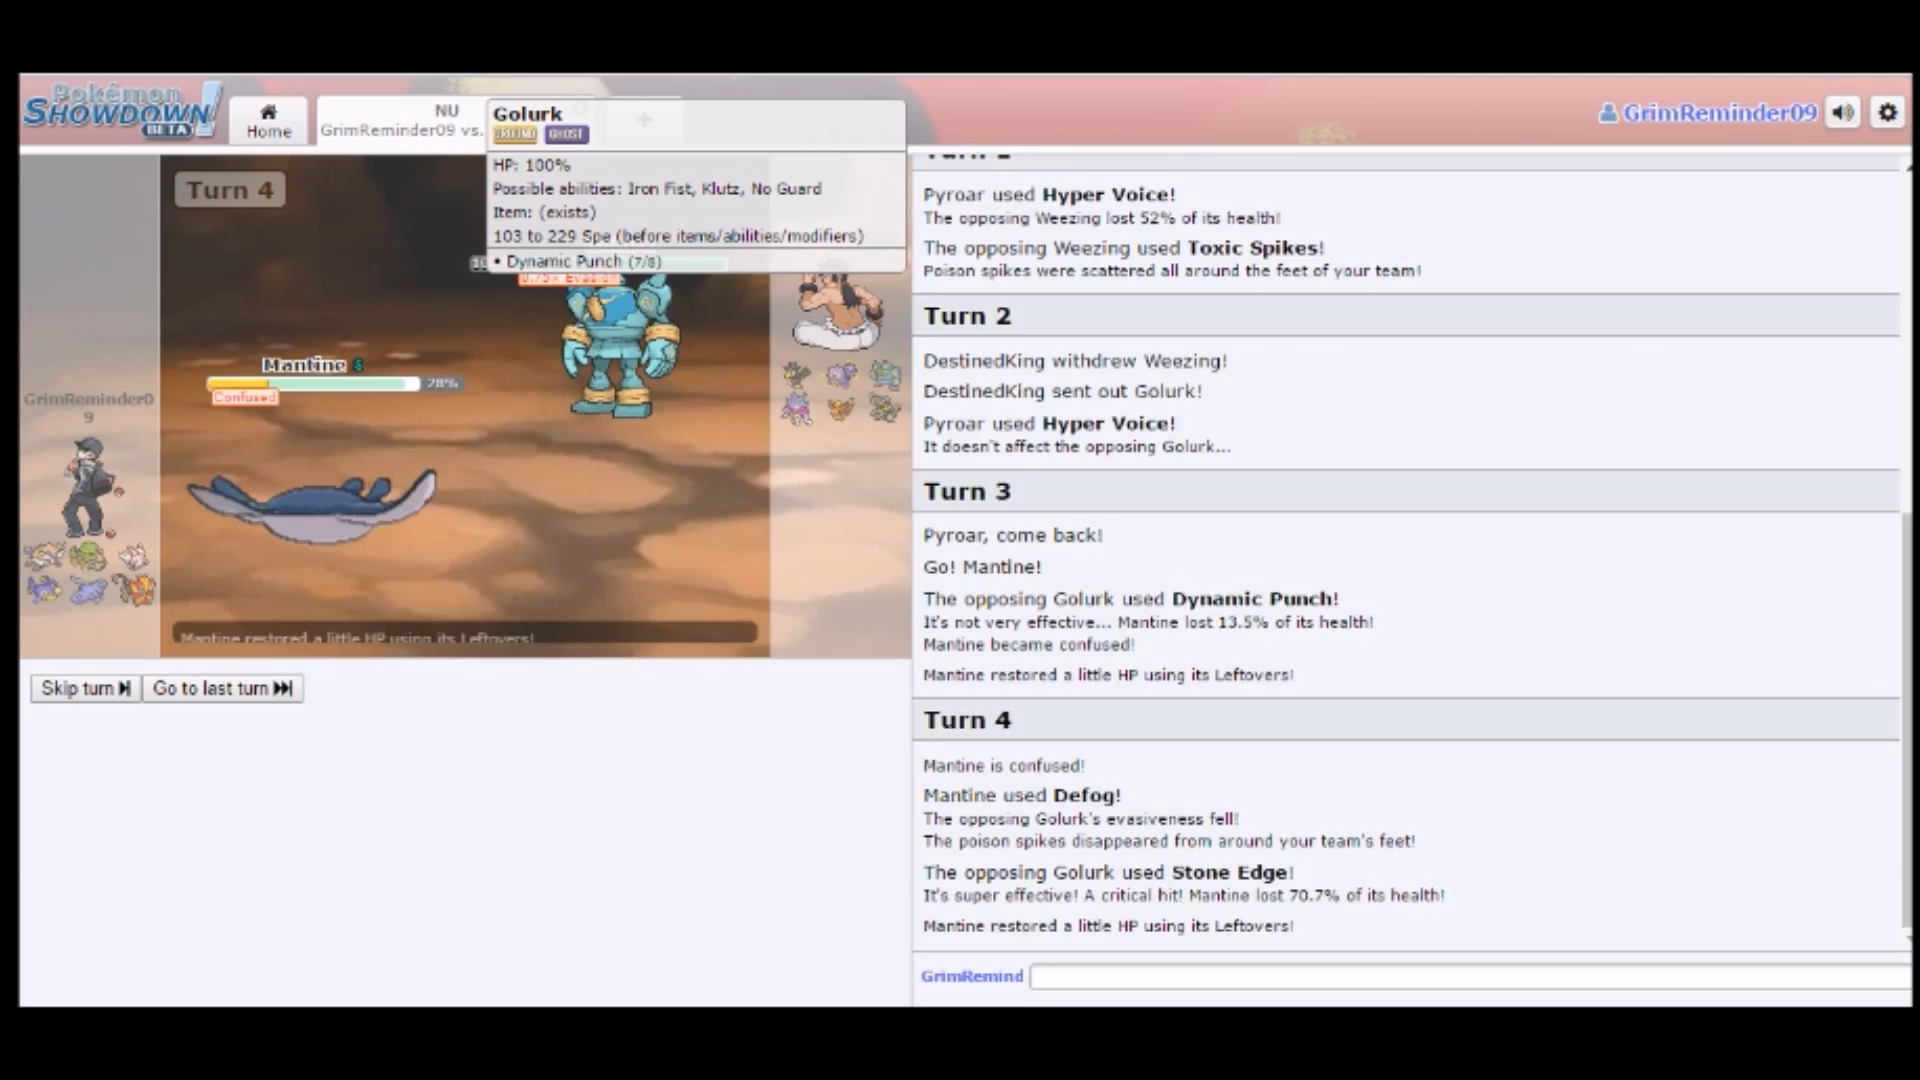 Pokémon
SHOWDOWN!
BETA
Home
NU
GrimReminder09 vs.
Golurk
GROUND GHOST
HP: 100%
Possible abilities: Iron Fist, Klutz, No Guard
Item: (exists)
103 to 229 Spe (before items/abilities/modifiers)
• Dynamic Punch (7/8)
GrimReminder09
Turn 4
0.75× Evasion
Mantine
28%
Confused
GrimReminder0
9
Mantine restored a little HP using its Leftovers!
Skip turn
Go to last turn
Pyroar used Hyper Voice!
The opposing Weezing lost 52% of its health!
The opposing Weezing used Toxic Spikes!
Poison spikes were scattered all around the feet of your team!
Turn 2
DestinedKing withdrew Weezing!
DestinedKing sent out Golurk!
Pyroar used Hyper Voice!
It doesn't affect the opposing Golurk...
Turn 3
Pyroar, come back!
Go! Mantine!
The opposing Golurk used Dynamic Punch!
It's not very effective... Mantine lost 13.5% of its health!
Mantine became confused!
Mantine restored a little HP using its Leftovers!
Turn 4
Mantine is confused!
Mantine used Defog!
The opposing Golurk's evasiveness fell!
The poison spikes disappeared from around your team's feet!
The opposing Golurk used Stone Edge!
It's super effective! A critical hit! Mantine lost 70.7% of its health!
Mantine restored a little HP using its Leftovers!
GrimRemind